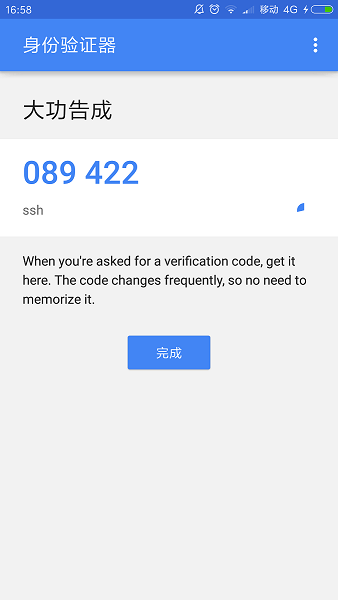 16:58 移动 4G
身份验证器
大功告成
089 422
ssh
When you're asked for a verification code, get it
here. The code changes frequently, so no need to
memorize it.
完成